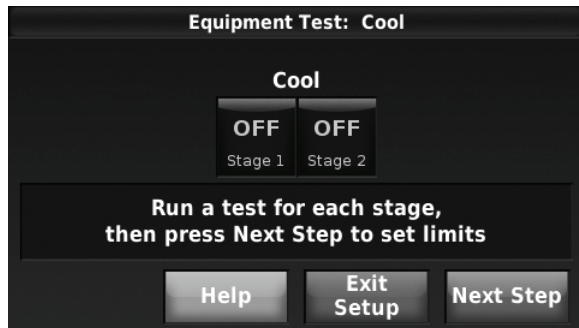 Equipment Test: Cool
Cool
OFF OFF
Stage 1 Stage 2
Run a test for each stage,
then press Next Step to set limits
Help
Exit
Setup
Next Step